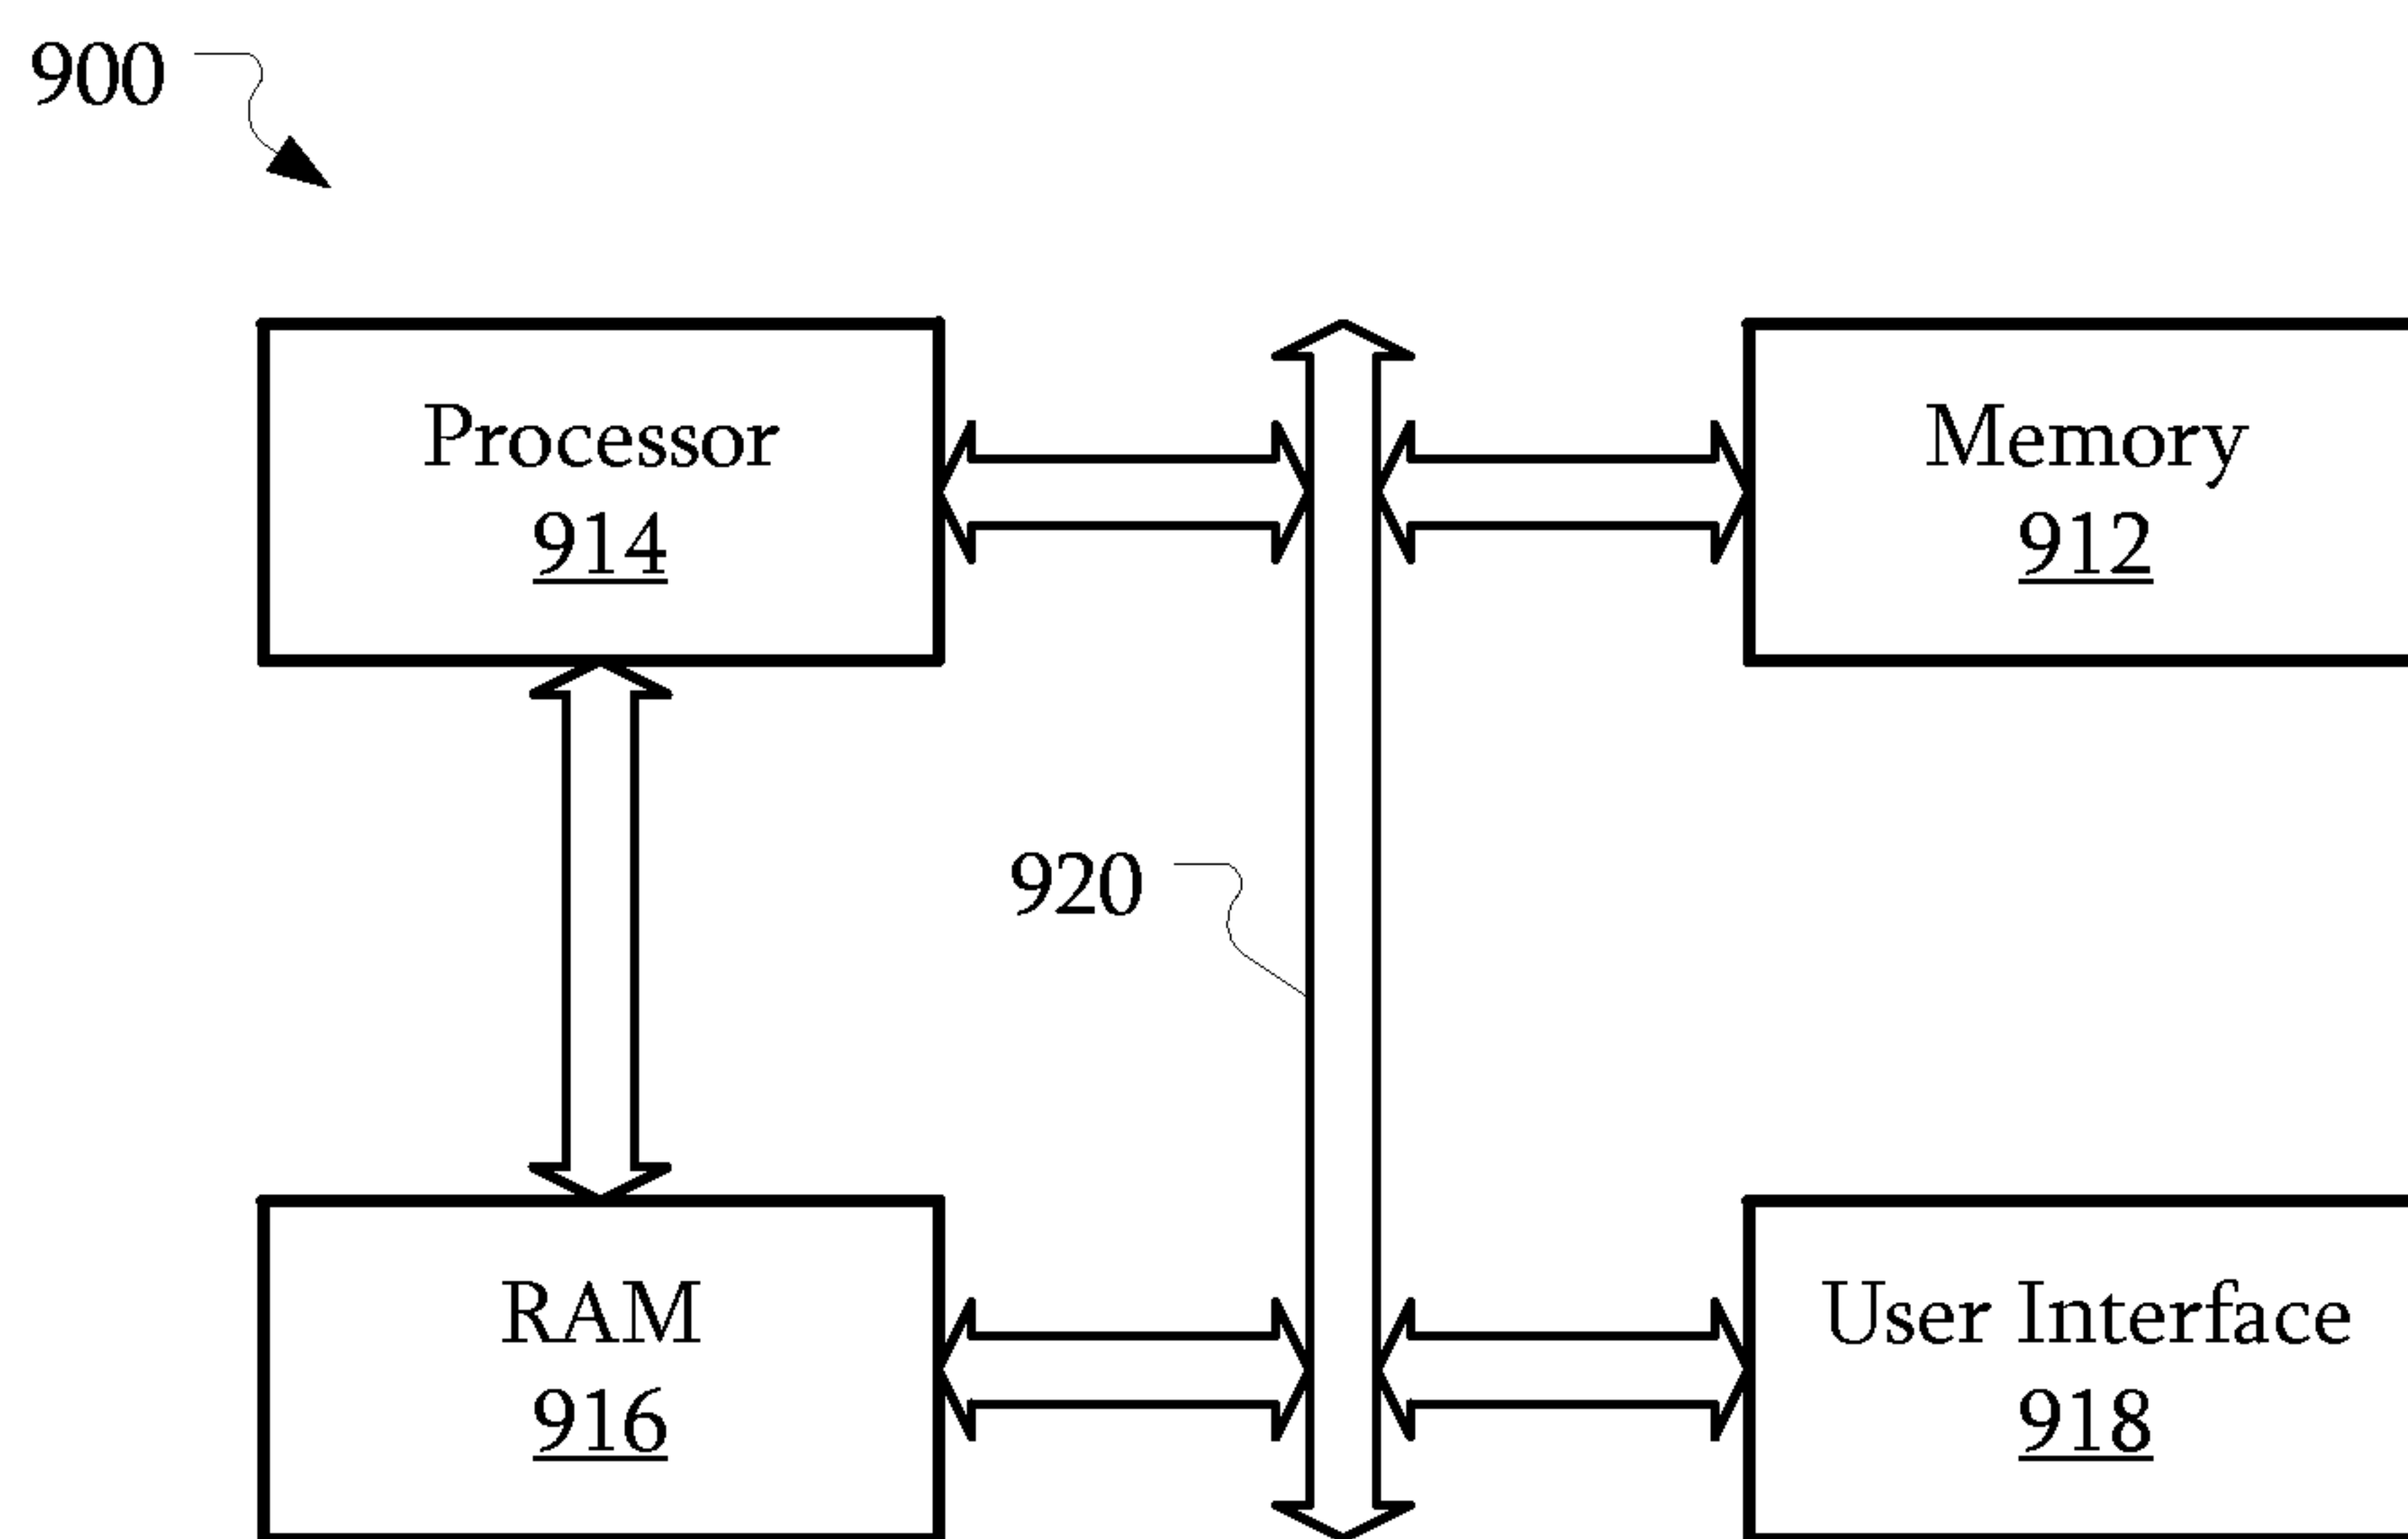 900
Processor
914
Memory
912
920
RAM
916
User Interface
918